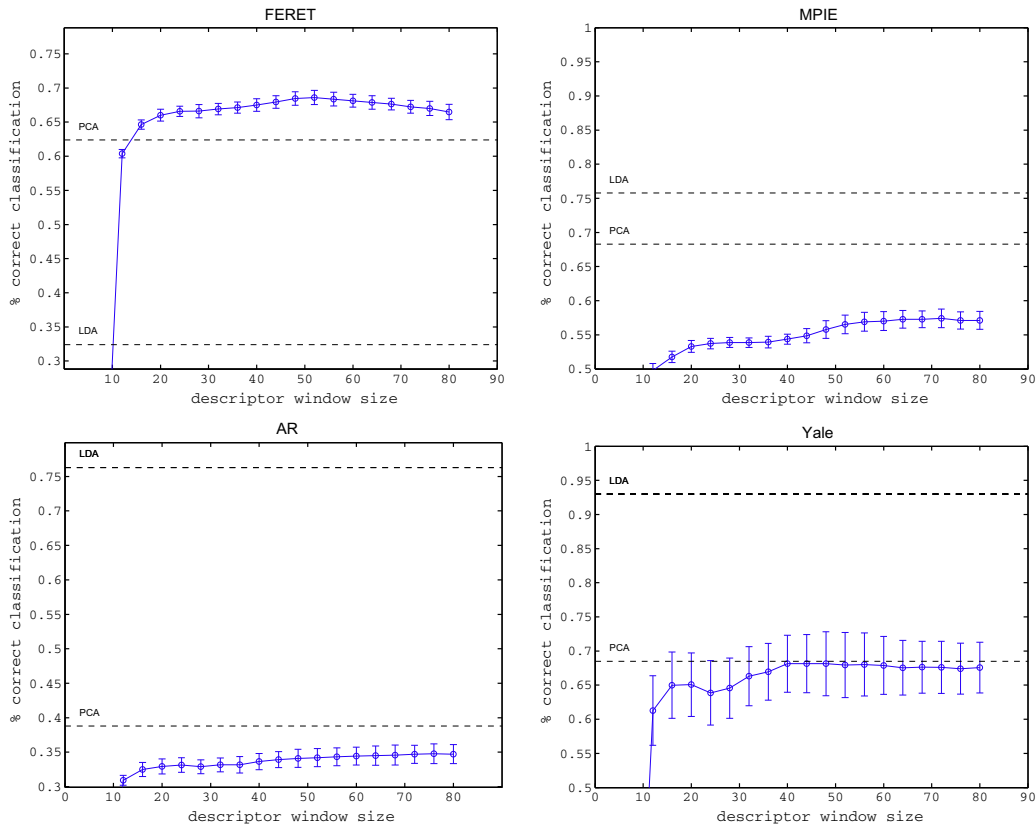 FERET
% correct classification
0.75
0.7
0.65
0.6
0.55
0.5
0.45
0.4
0.35
0.3
PCA
LDA
10 20 30 40 50 60 70 80 90
descriptor window size
MPIE
% correct classification
1
0.95
0.9
0.85
0.8
0.75
0.7
0.65
0.6
0.55
0.5
LDA
PCA
0 10 20 30 40 50 60 70 80 90
descriptor window size
AR
% correct classification
0.75
0.7
0.65
0.6
0.55
0.5
0.45
0.4
0.35
0.3
LDA
PCA
0 10 20 30 40 50 60 70 80
descriptor window size
Yale
% correct classification
1
0.95
0.9
0.85
0.8
0.75
0.7
0.65
0.6
0.55
0.5
LDA
PCA
0 10 20 30 40 50 60 70 80 90
descriptor window size